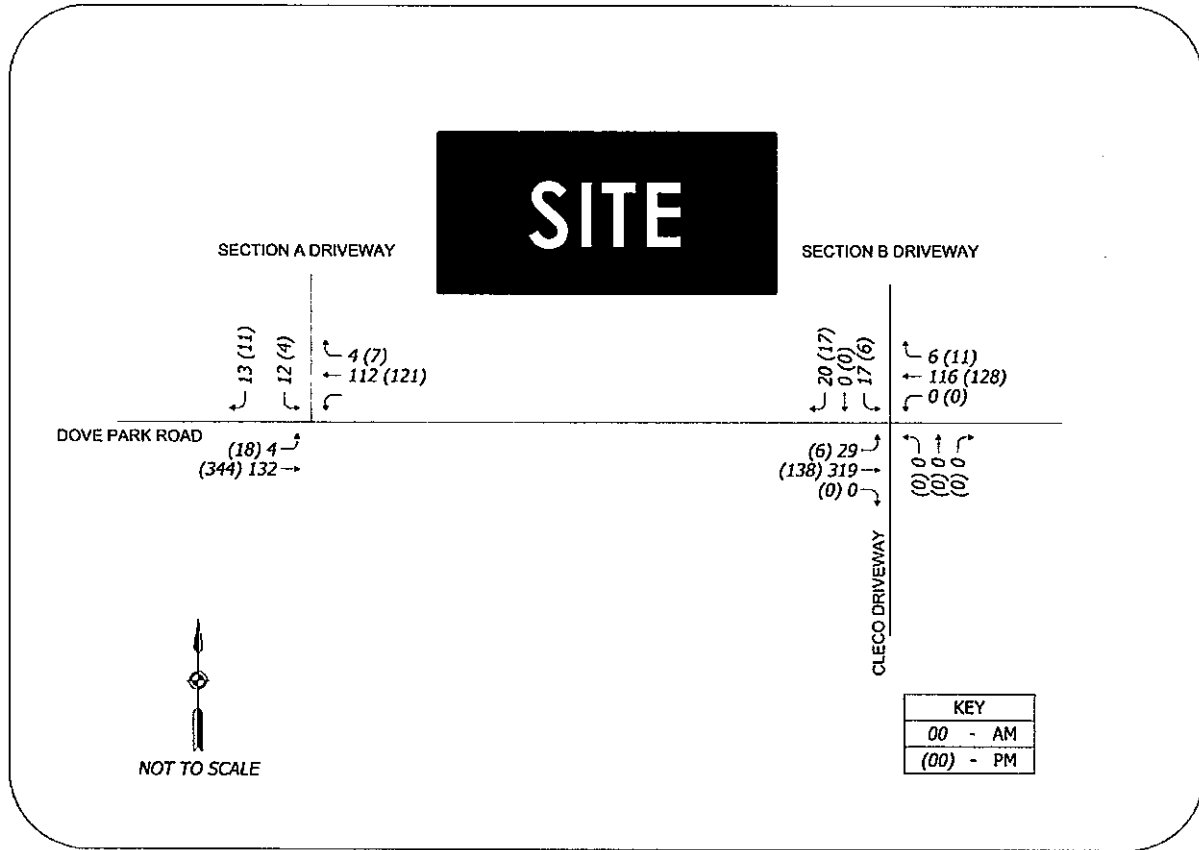 SITE
SECTION A DRIVEWAY
SECTION B DRIVEWAY
13 (11)
12 (4)
4 (7)
112 (121)
20 (17)
0 (0)
17 (6)
6 (11)
116 (128)
0 (0)
DOVE PARK ROAD
(18) 4
(344) 132
(6) 29
(138) 319
(0) 0
(0) 0
(0) 0
(0) 0
CLECO DRIVEWAY
NOT TO SCALE
KEY
00 - AM
(00) - PM